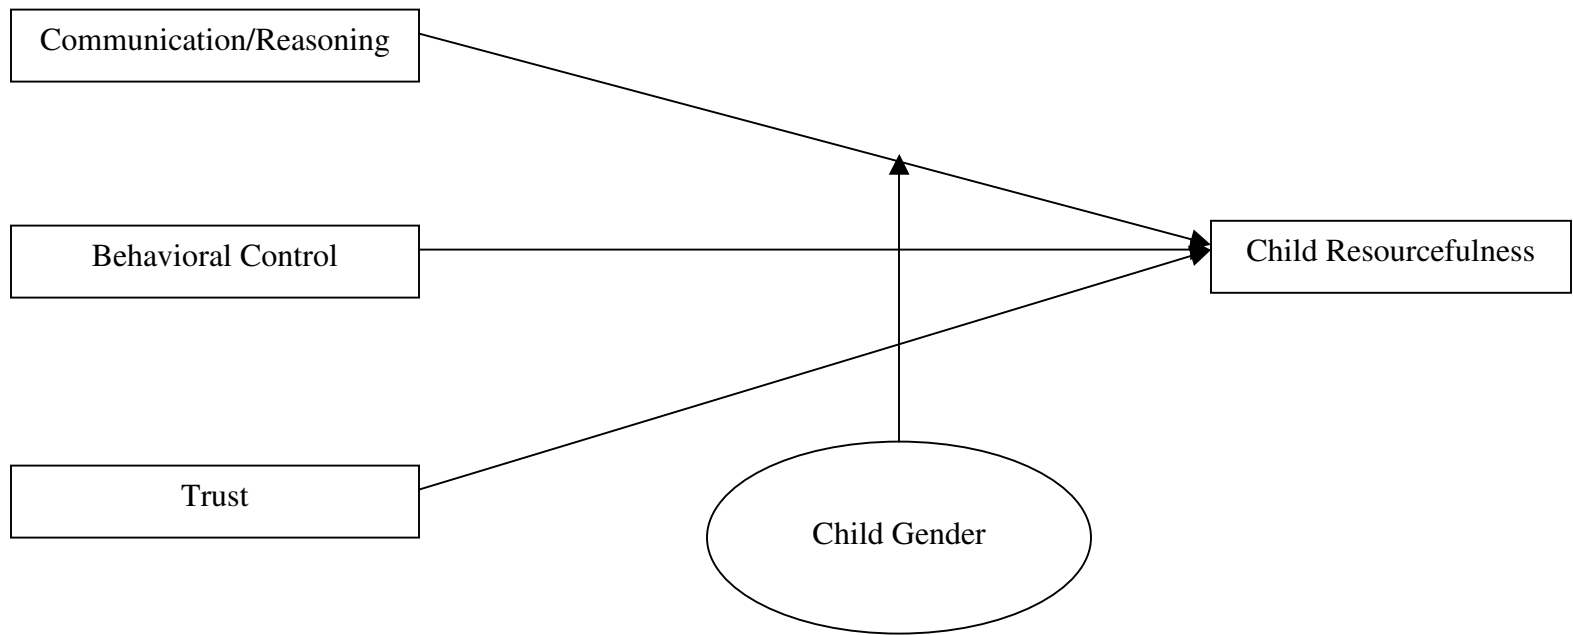 Communication/Reasoning
Behavioral Control
Child Resourcefulness
Trust
Child Gender